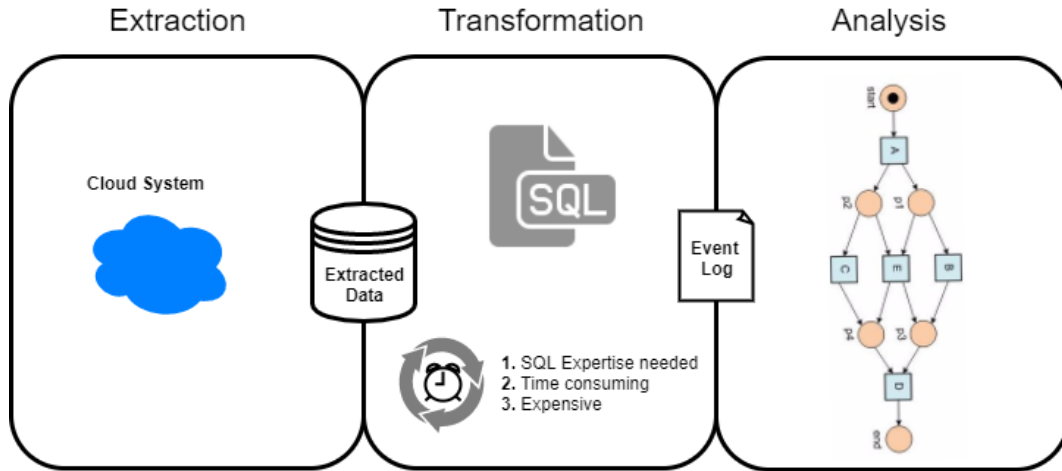 Extraction
Transformation
Analysis
Cloud System
Extracted
Data
SQL
1. SQL Expertise needed
2. Time consuming
3. Expensive
Event
Log
start
A
p2
p1
C
E
B
p4
p3
D
end